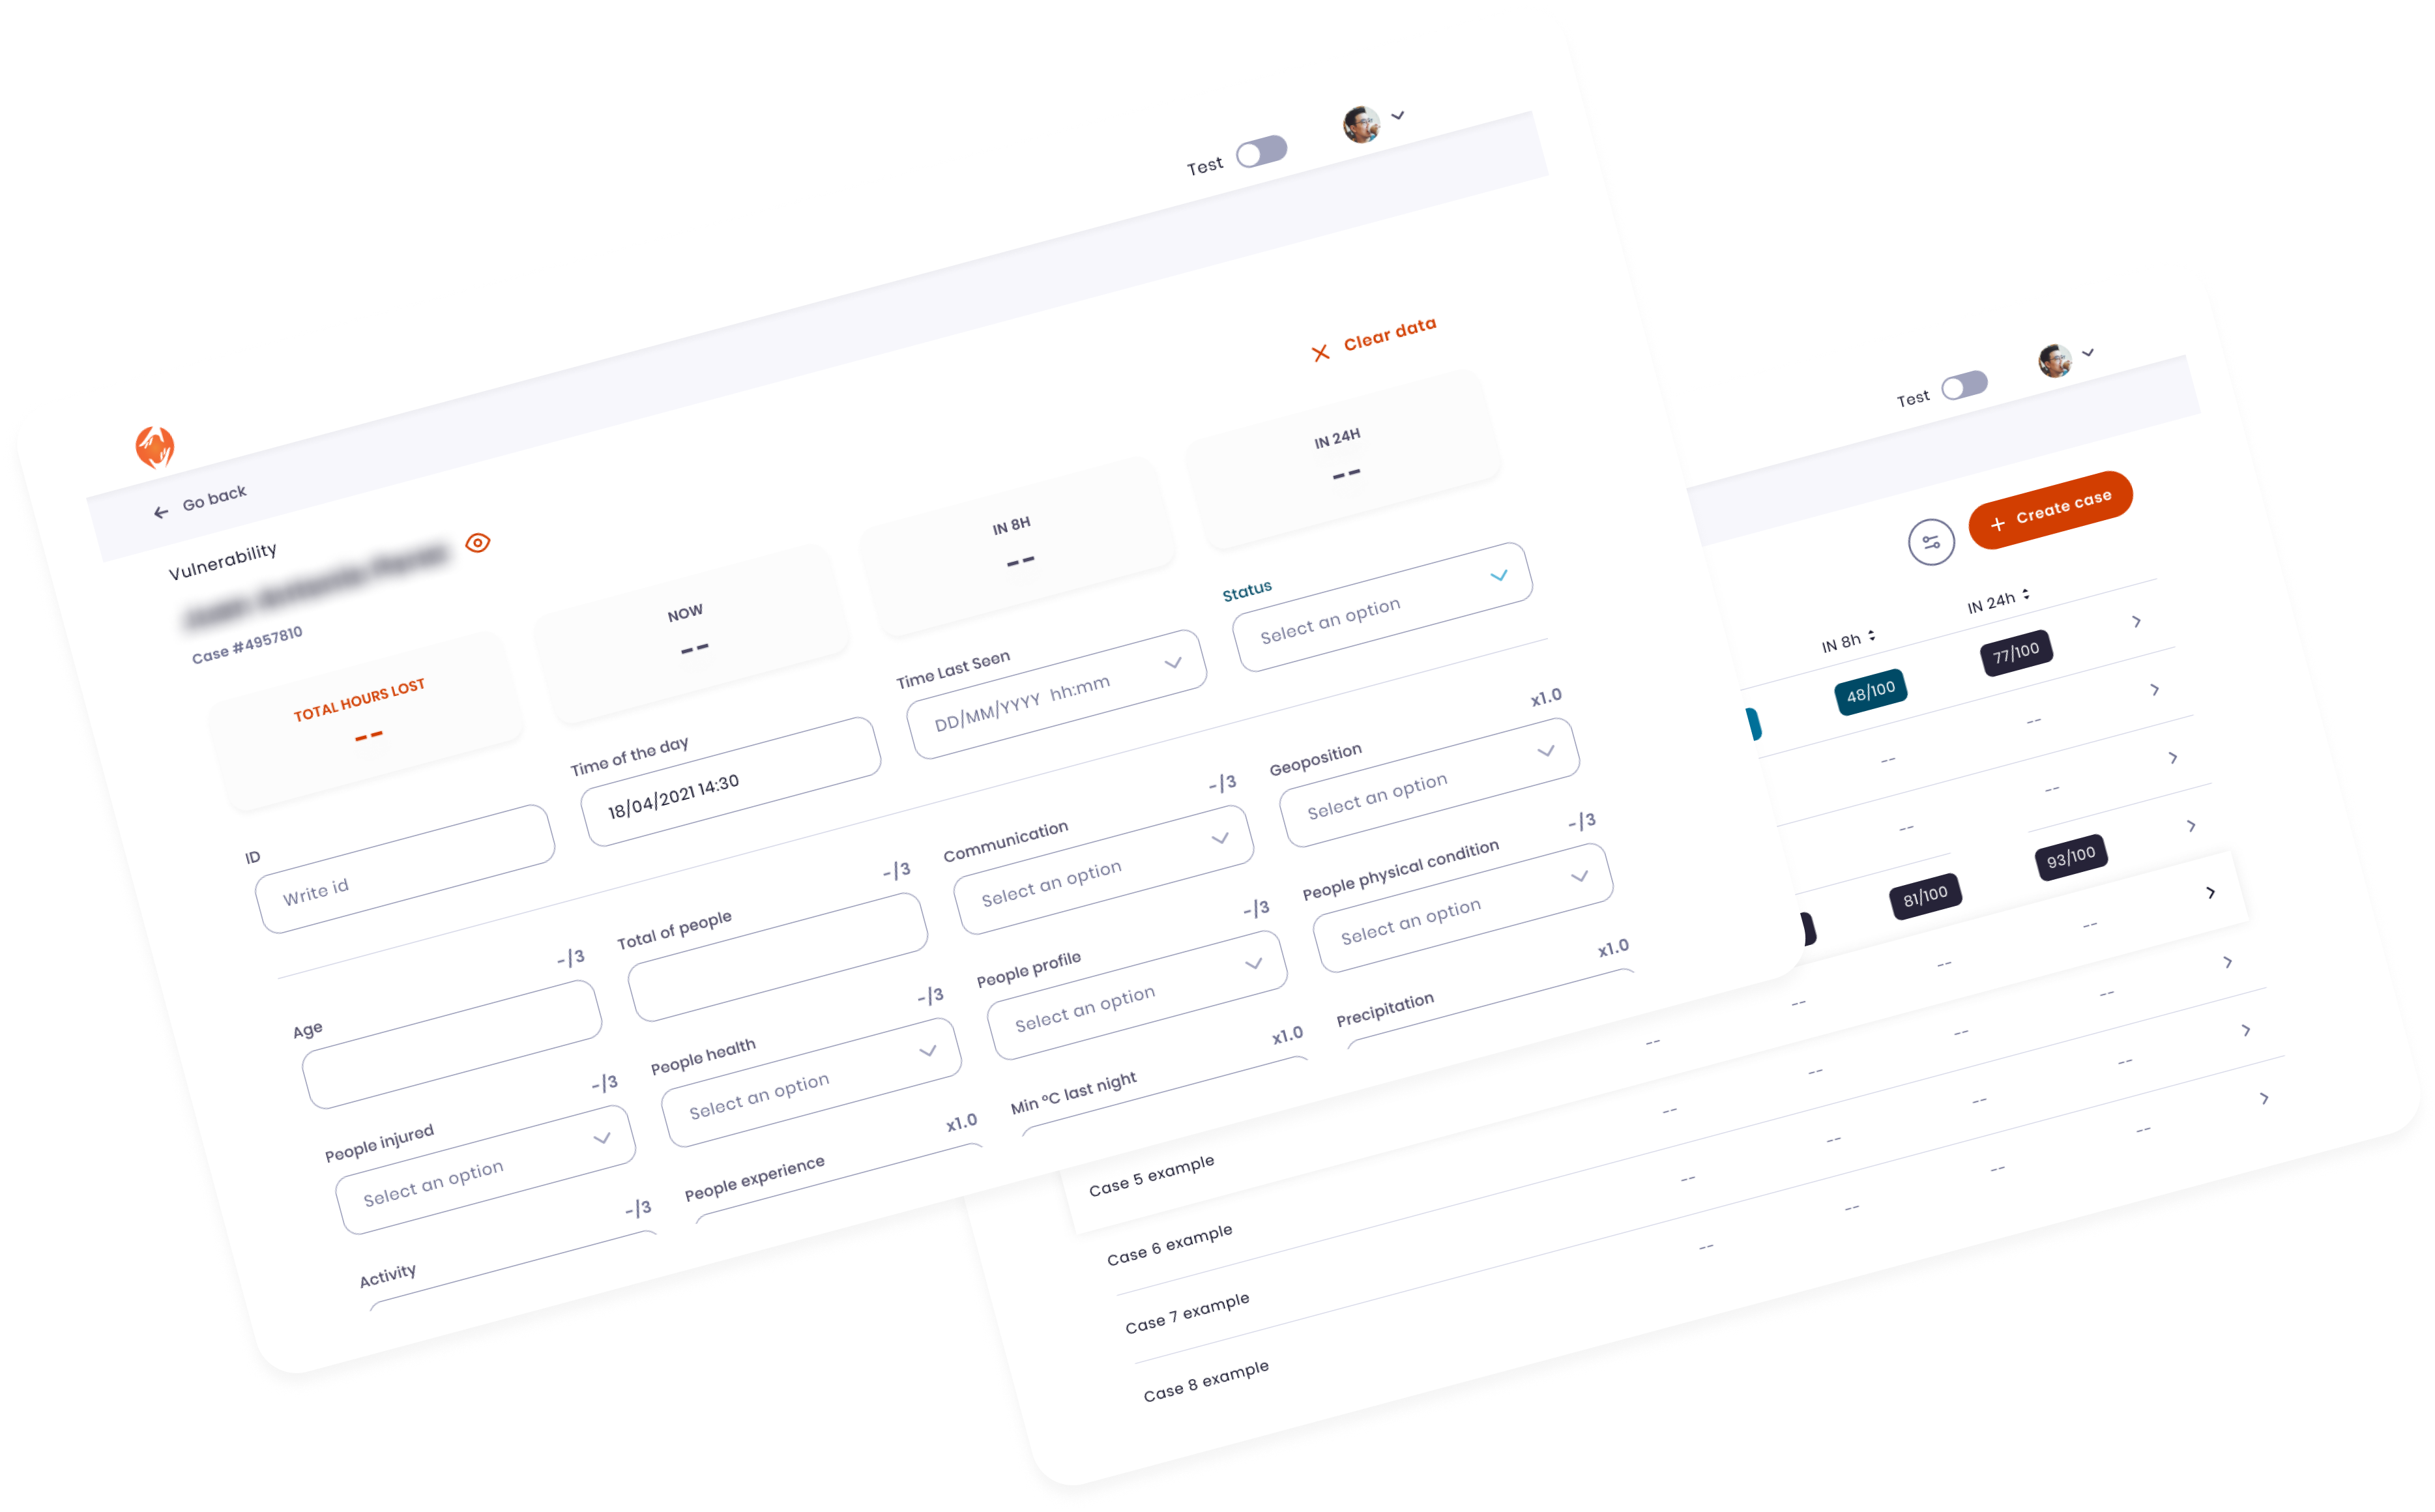 Test
Go back
Vulnerability
Case #4957810
Clear data
TOTAL HOURS LOST
--
NOW
--
IN 8H
--
IN 24H
--
ID
Write id
Time of the day
18/04/2021 14:30
Time Last Seen
DD/MM/YYYY hh:mm
Status
Select an option
Age
-/3
Total of people
-/3
Communication
-/3
Select an option
Geoposition
x1.0
Select an option
People injured
-/3
Select an option
People health
-/3
Select an option
People profile
-/3
Select an option
People physical condition
-/3
Select an option
Activity
-/3
People experience
x1.0
Min ºC last night
x1.0
Precipitation
x1.0
Test
Create case
IN 8h
IN 24h
48/100
77/100
--
--
--
--
81/100
93/100
Case 5 example
--
--
--
--
Case 6 example
--
--
--
--
Case 7 example
--
--
--
--
Case 8 example
--
--
--
--